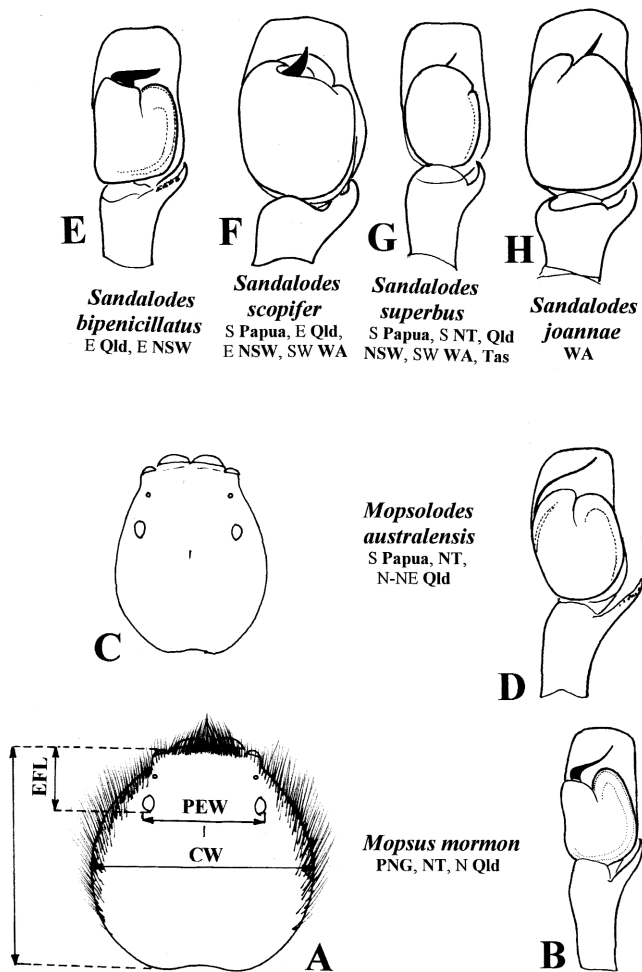 E
F
G
H
Sandalodes
bipenicillatus
E Qld, E NSW
Sandalodes
scopifer
S Papua, E Qld,
E NSW, SW WA
Sandalodes
superbus
S Papua, S NT, Qld
NSW, SW WA, Tas
Sandalodes
joannae
WA
C
Mopsolodes
australensis
S Papua, NT,
N-NE Qld
D
EFL
PEW
CW
A
Mopsus mormon
PNG, NT, N Qld
B